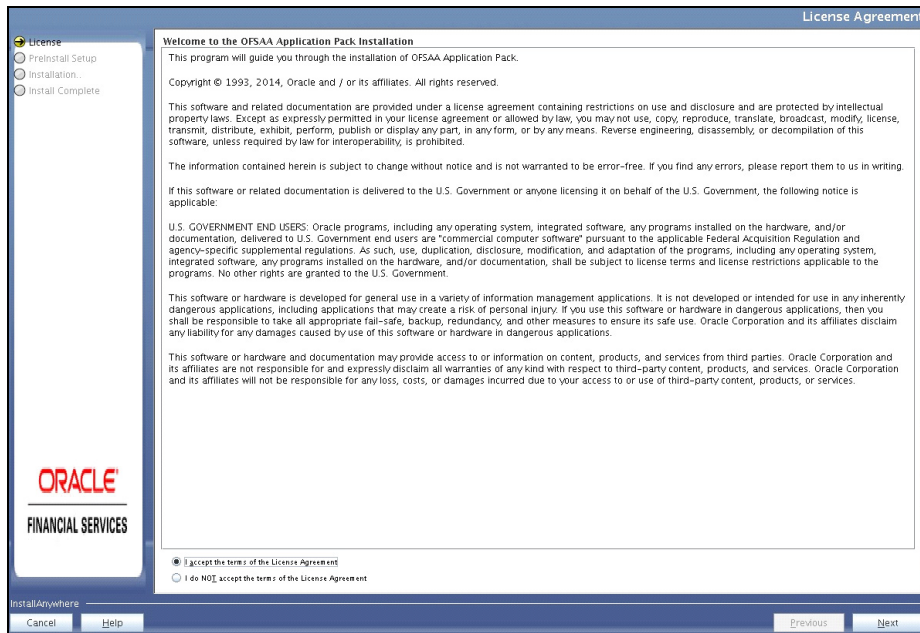 License Agreement
License
PreInstall Setup
Installation..
Install Complete
ORACLE®
FINANCIAL SERVICES
Welcome to the OFSAA Application Pack Installation
This program will guide you through the installation of OFSAA Application Pack.
Copyright © 1993, 2014, Oracle and / or its affiliates. All rights reserved.
This software and related documentation are provided under a license agreement containing restrictions on use and disclosure and are protected by intellectual
property laws. Except as expressly permitted in your license agreement or allowed by law, you may not use, copy, reproduce, translate, broadcast, modify, license,
transmit, distribute, exhibit, perform, publish or display any part, in any form, or by any means. Reverse engineering, disassembly, or decompilation of this
software, unless required by law for interoperability, is prohibited.
The information contained herein is subject to change without notice and is not warranted to be error-free. If you find any errors, please report them to us in writing.
If this software or related documentation is delivered to the U.S. Government or anyone licensing it on behalf of the U.S. Government, the following notice is
applicable:
U.S. GOVERNMENT END USERS: Oracle programs, including any operating system, integrated software, any programs installed on the hardware, and/or
documentation, delivered to U.S. Government end users are "commercial computer software" pursuant to the applicable Federal Acquisition Regulation and
agency-specific supplemental regulations. As such, use, duplication, disclosure, modification, and adaptation of the programs, including any operating system,
integrated software, any programs installed on the hardware, and/or documentation, shall be subject to license terms and license restrictions applicable to the
programs. No other rights are granted to the U.S. Government.
This software or hardware is developed for general use in a variety of information management applications. It is not developed or intended for use in any inherently
dangerous applications, including applications that may create a risk of personal injury. If you use this software or hardware in dangerous applications, then you
shall be responsible to take all appropriate fail-safe, backup, redundancy, and other measures to ensure its safe use. Oracle Corporation and its affiliates disclaim
any liability for any damages caused by use of this software or hardware in dangerous applications.
This software or hardware and documentation may provide access to or information on content, products, and services from third parties. Oracle Corporation and
its affiliates are not responsible for and expressly disclaim all warranties of any kind with respect to third-party content, products, and services. Oracle Corporation
and its affiliates will not be responsible for any loss, costs, or damages incurred due to your access to or use of third-party content, products, or services.
I accept the terms of the License Agreement
I do NOT accept the terms of the License Agreement
InstallAnywhere
Cancel
Help
Previous
Next